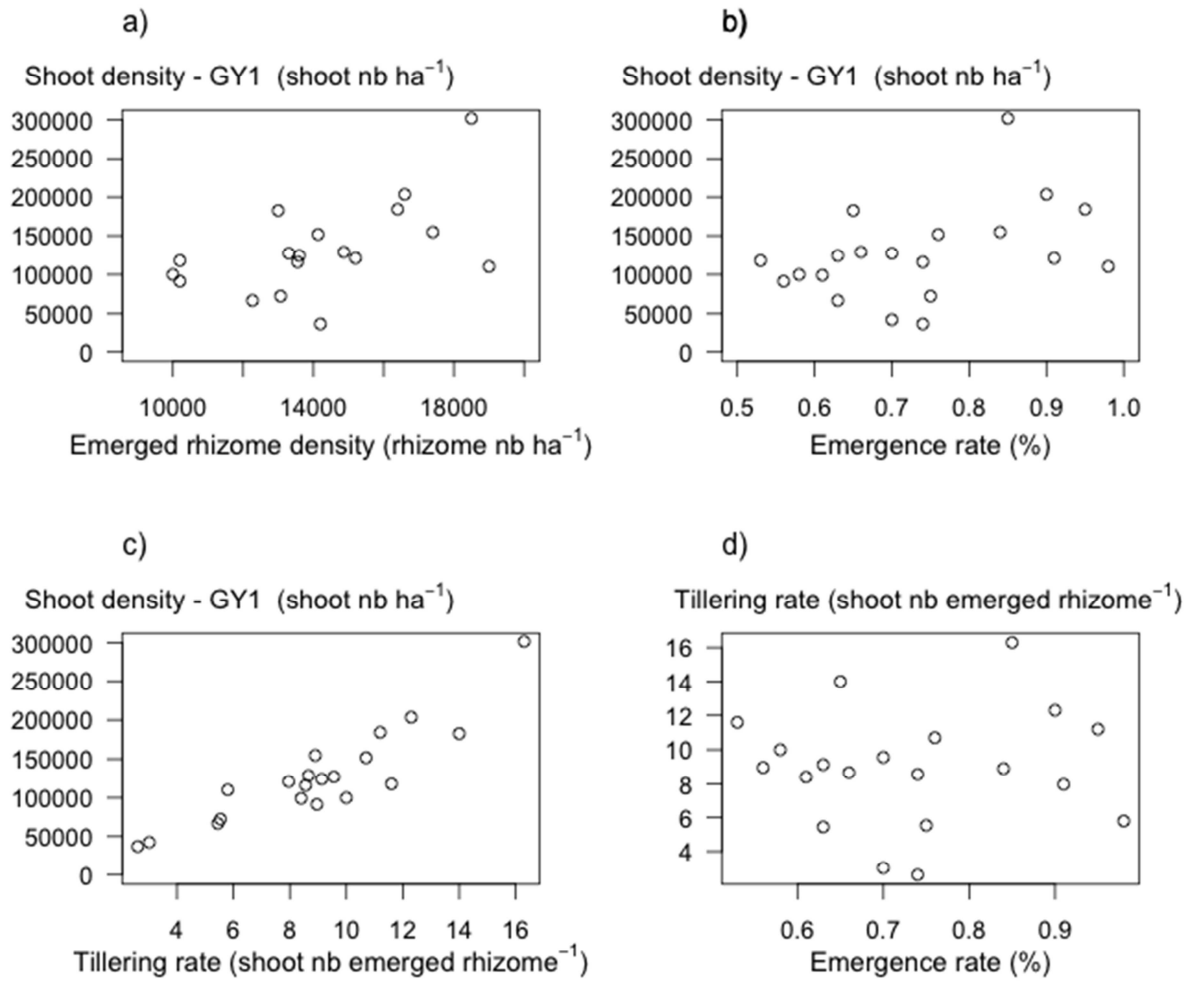 a)
Shoot density - GY1 (shoot nb ha⁻¹)
300000
250000
200000
150000
100000
50000
0
10000 14000 18000
Emerged rhizome density (rhizome nb ha⁻¹)
b)
Shoot density - GY1 (shoot nb ha⁻¹)
300000
250000
200000
150000
100000
50000
0
0.5 0.6 0.7 0.8 0.9 1.0
Emergence rate (%)
c)
Shoot density - GY1 (shoot nb ha⁻¹)
300000
250000
200000
150000
100000
50000
0
4 6 8 10 12 14 16
Tillering rate (shoot nb emerged rhizome⁻¹)
d)
Tillering rate (shoot nb emerged rhizome⁻¹)
16
14
12
10
8
6
4
0.6 0.7 0.8 0.9
Emergence rate (%)